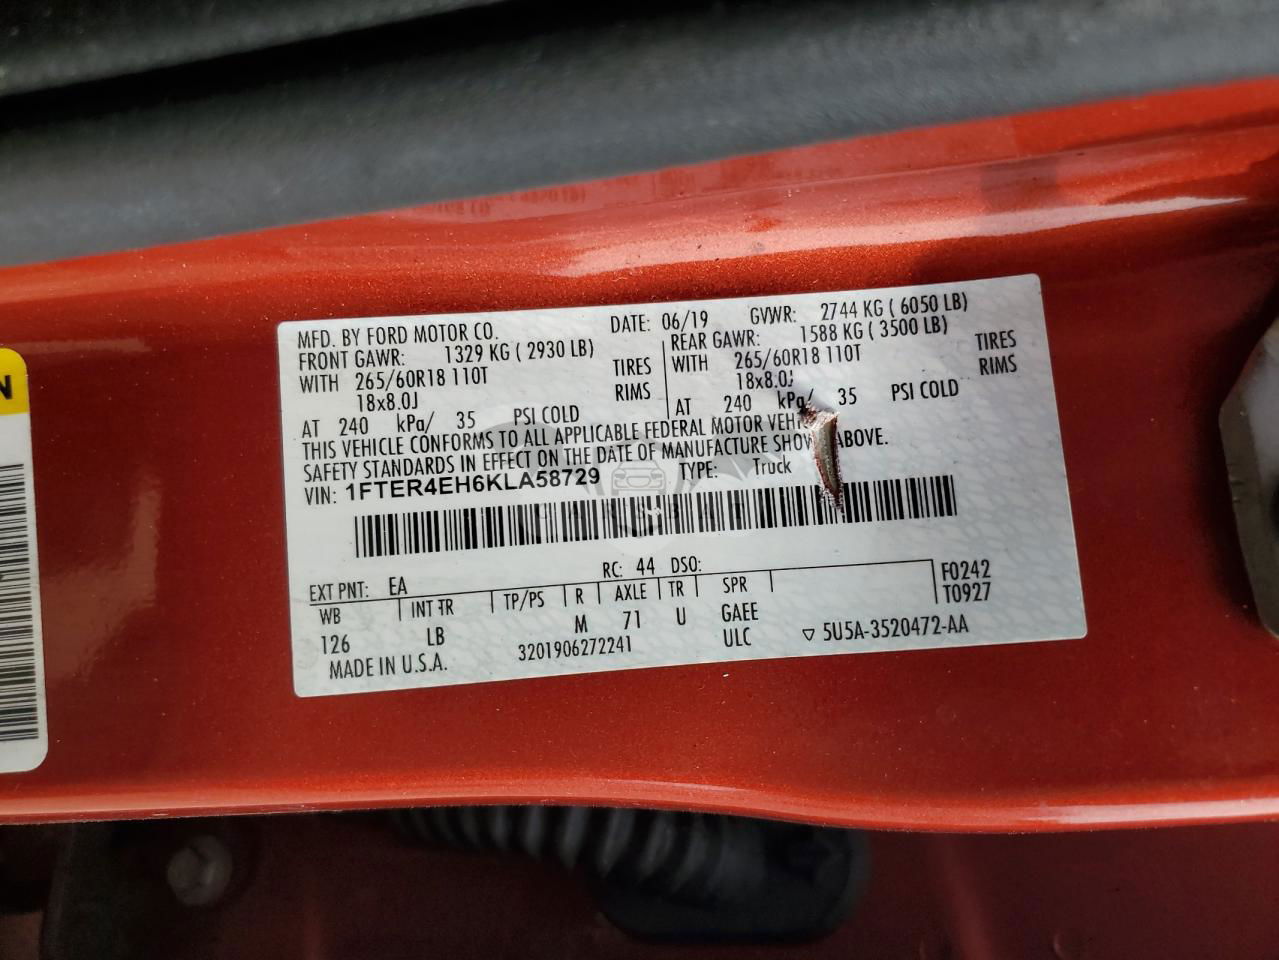 MFD. BY FORD MOTOR CO. DATE: 06/19 GVWR: 2744 KG ( 6050 LB)
FRONT GAWR: 1329 KG ( 2930 LB) REAR GAWR: 1588 KG ( 3500 LB)
WITH 265/60R18 110T TIRES WITH 265/60R18 110T TIRES
18x8.0J RIMS 18x8.0J RIMS
AT 240 kPa/ 35 PSI COLD AT 240 kPa/ 35 PSI COLD
THIS VEHICLE CONFORMS TO ALL APPLICABLE FEDERAL MOTOR
SAFETY STANDARDS IN EFFECT ON THE DATE OF MANUFACTURE ABOVE.
VIN: 1FTER4EH6KLA58729 TYPE: Truck
EXT PNT: EA RC: 44 DSO:
WB INT TR TP/PS R AXLE TR SPR F0242
126 LB M 71 U GAEE T0927
ULC ▽ 5U5A-3520472-AA
MADE IN U.S.A. 3201906272241
N